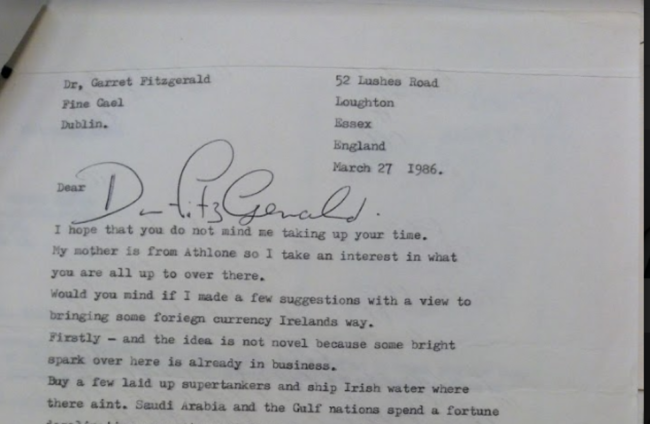 Dr, Garret Fitzgerald
Fine Gael
Dublin.
52 Lushes Road
Loughton
Essex
England
March 27 1986.
Dear Dr FitzGerald.
I hope that you do not mind me taking up your time.
My mother is from Athlone so I take an interest in what
you are all up to over there.
Would you mind if I made a few suggestions with a view to
bringing some foriegn currency Irelands way.
Firstly - and the idea is not novel because some bright
spark over here is already in business.
Buy a few laid up supertankers and ship Irish water where
there aint. Saudi Arabia and the Gulf nations spend a fortune